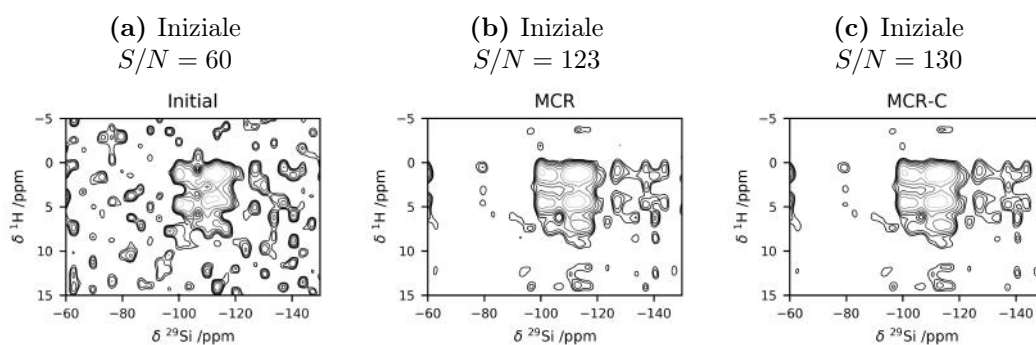 (a) Iniziale
S/N = 60
(b) Iniziale
S/N = 123
(c) Iniziale
S/N = 130
Initial
−5
0
5
10
15
δ ¹H /ppm
−60 −80 −100 −120 −140
δ ²⁹Si /ppm
MCR
−5
0
5
10
15
δ ¹H /ppm
−60 −80 −100 −120 −140
δ ²⁹Si /ppm
MCR-C
−5
0
5
10
15
δ ¹H /ppm
−60 −80 −100 −120 −140
δ ²⁹Si /ppm